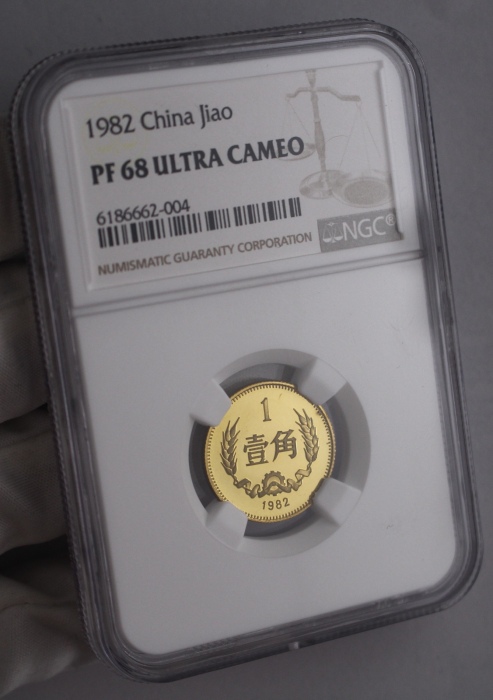 1982 China Jiao
PF 68 ULTRA CAMEO
6186662-004
NGC®
NUMISMATIC GUARANTY CORPORATION
1
壹角
1982